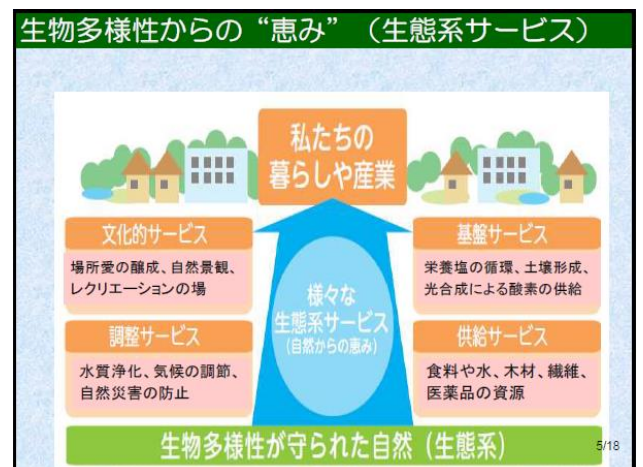 生物多様性からの“恵み”（生態系サービス）
私たちの
暮らしや産業
文化的サービス
場所愛の醸成、自然景観、
レクリエーションの場
調整サービス
水質浄化、気候の調節、
自然災害の防止
様々な
生態系サービス
(自然からの恵み)
基盤サービス
栄養塩の循環、土壌形成、
光合成による酸素の供給
供給サービス
食料や水、木材、繊維、
医薬品の資源
生物多様性が守られた自然（生態系）
5/18